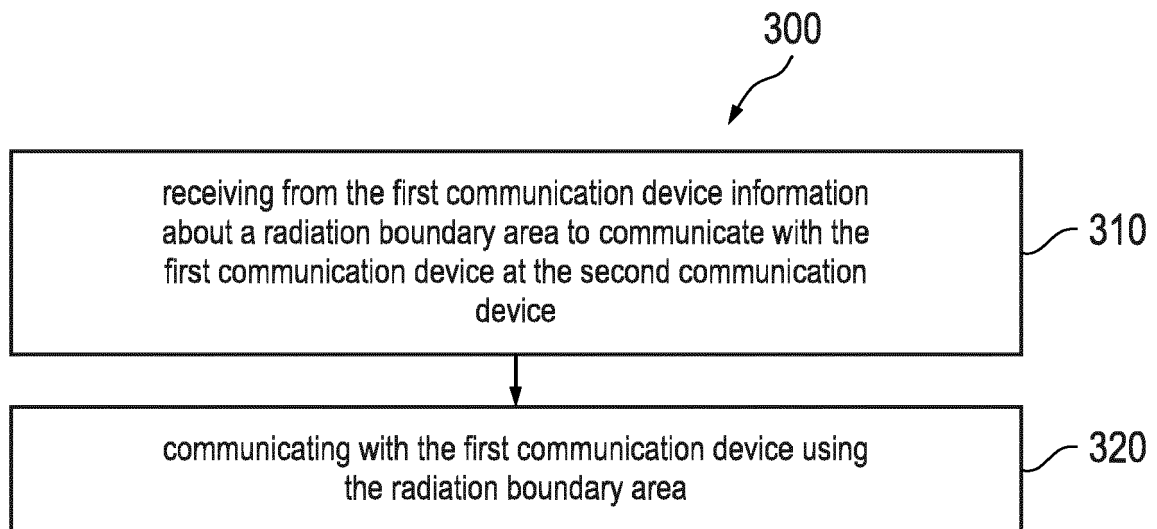 300
receiving from the first communication device information
about a radiation boundary area to communicate with the
first communication device at the second communication
device
310
communicating with the first communication device using
the radiation boundary area
320